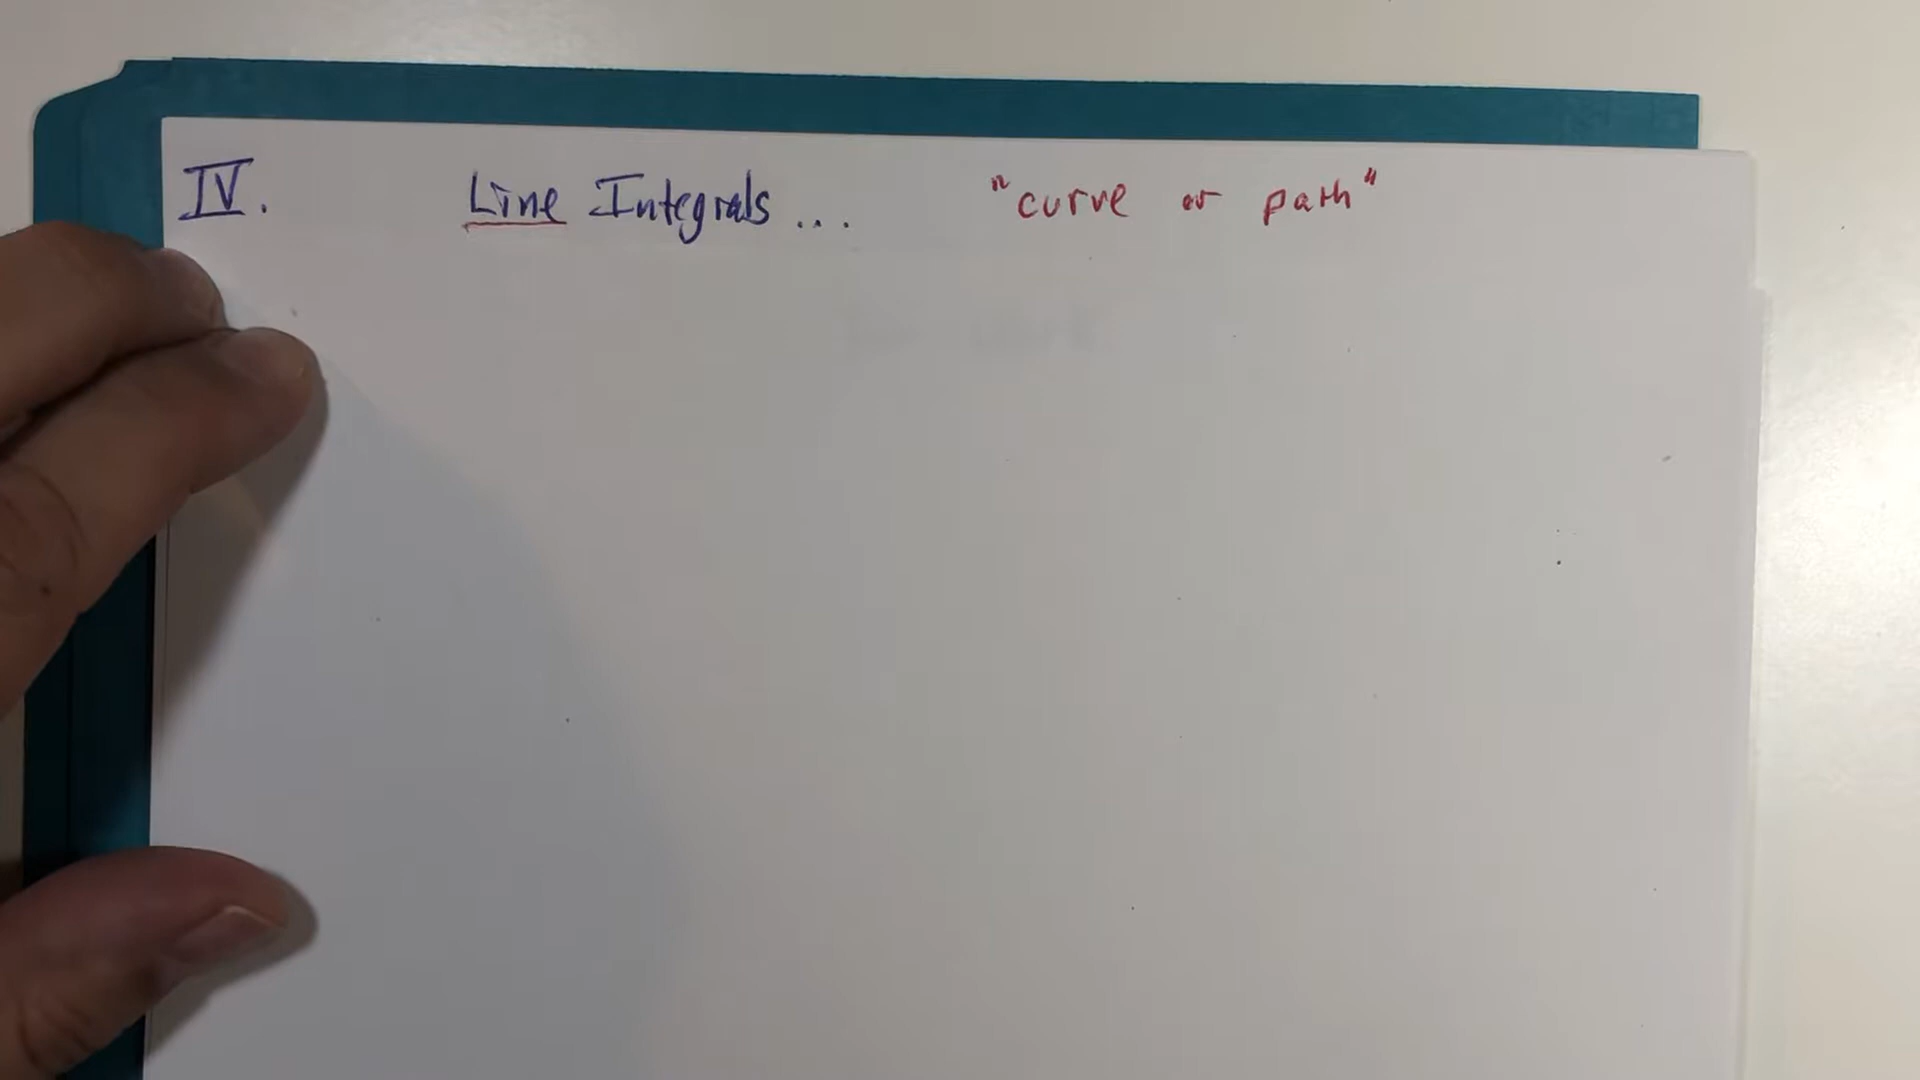 IV. Line Integrals ... "curve or path"